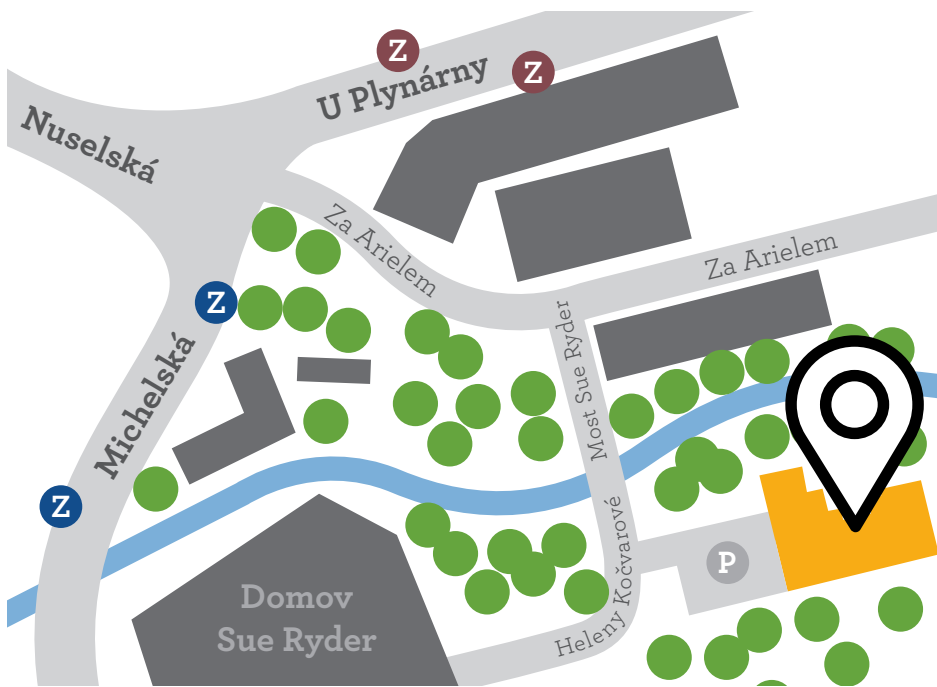 Z
Z
U Plynárny
Nuselská
Za Arielem
Za Arielem
Z
Most Sue Ryder
Michelská
Z
Heleny Kočvarové
P
Domov
Sue Ryder